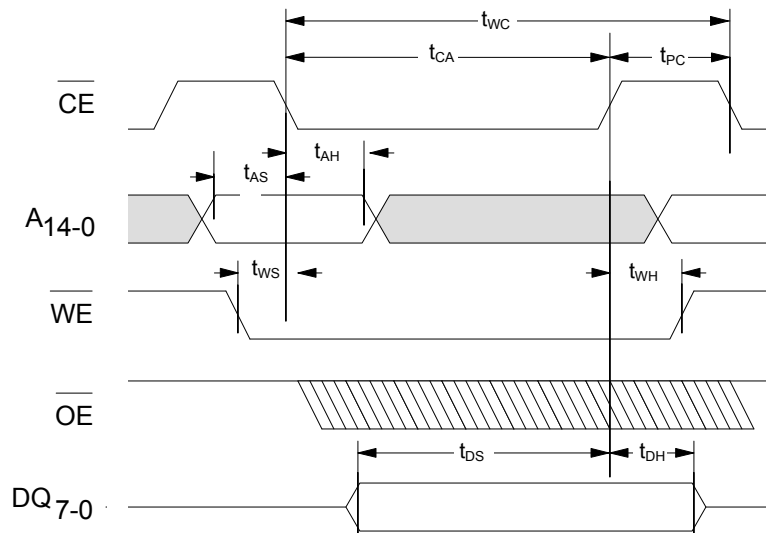 tWC
tCA tPC
CE
tAH
tAS
A14-0
tWS tWH
WE
OE
tDS tDH
DQ7-0